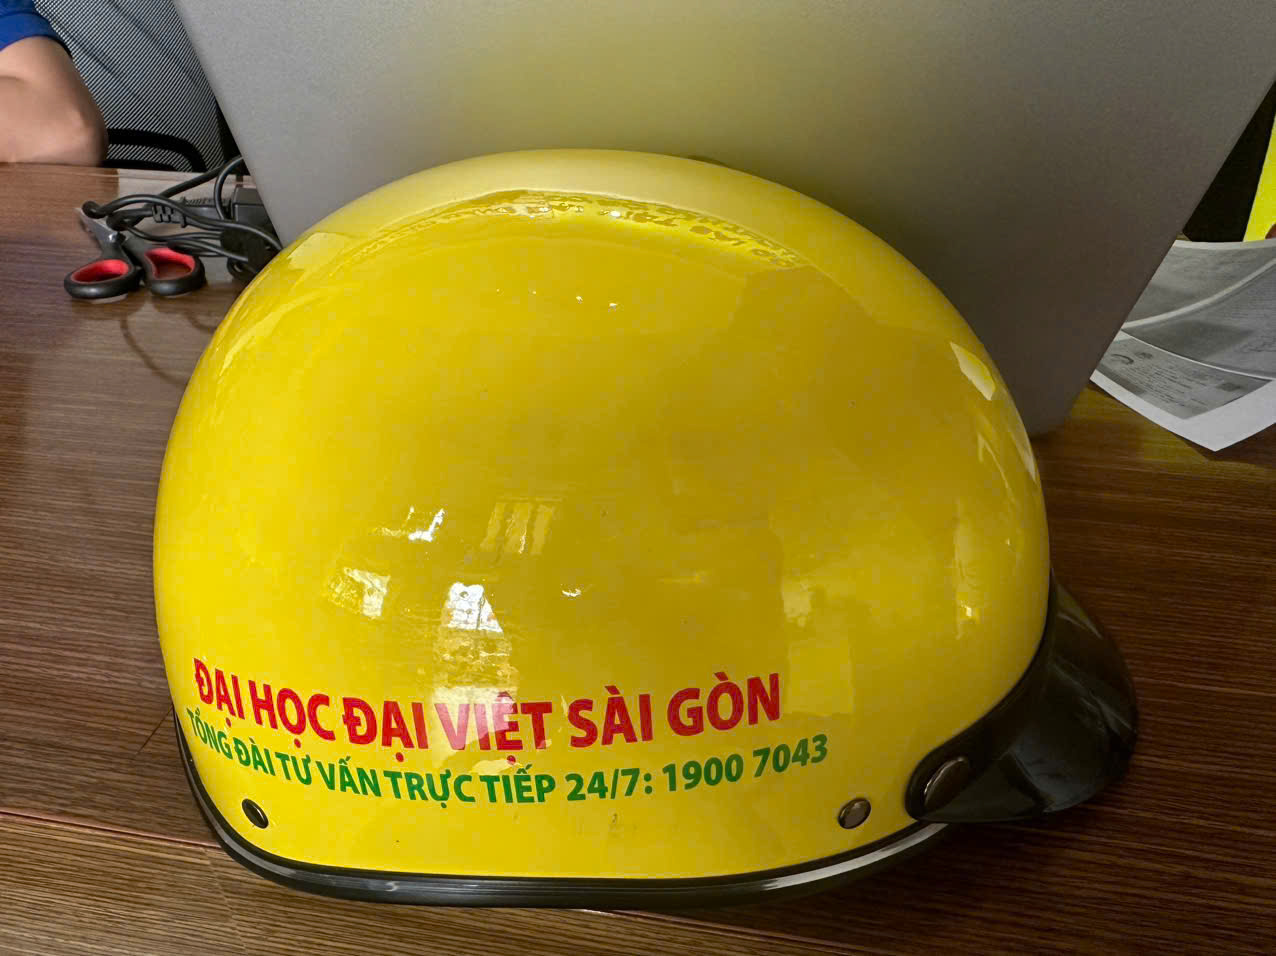 ĐẠI HỌC ĐẠI VIỆT SÀI GÒN
TỔNG ĐÀI TƯ VẤN TRỰC TIẾP 24/7: 1900 7043